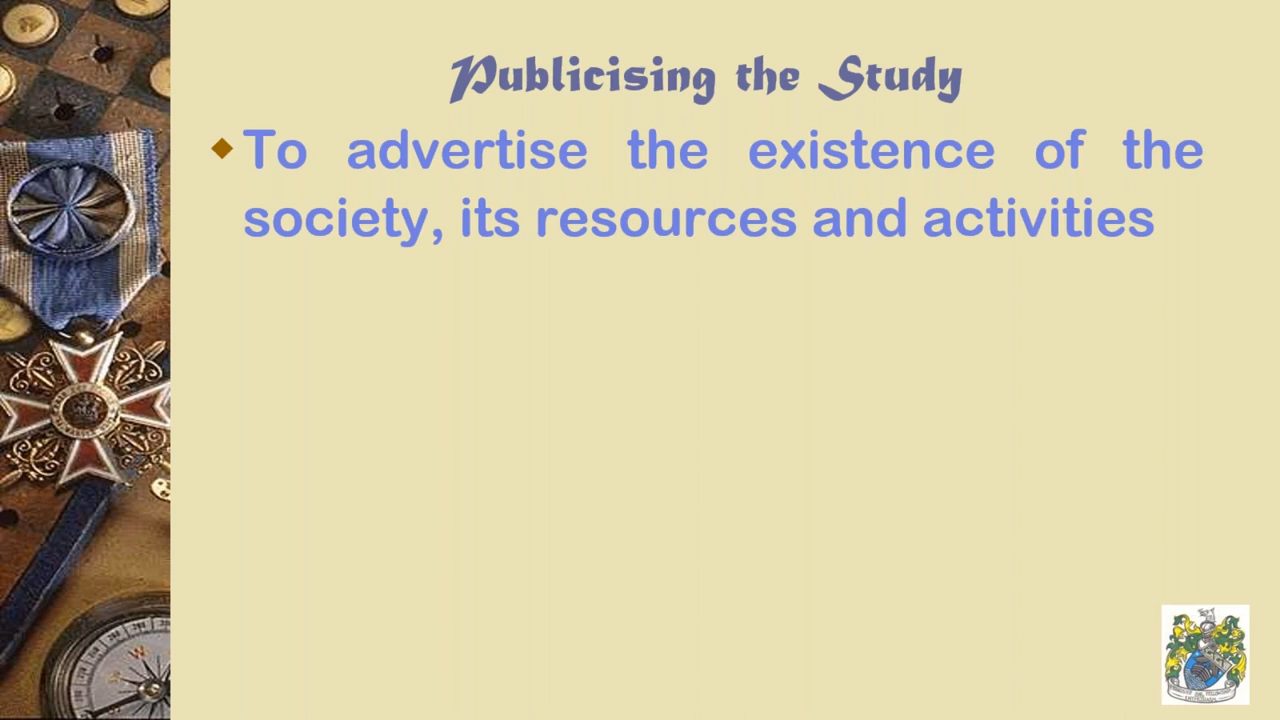 Publicising the Study
To advertise the existence of the
society, its resources and activities